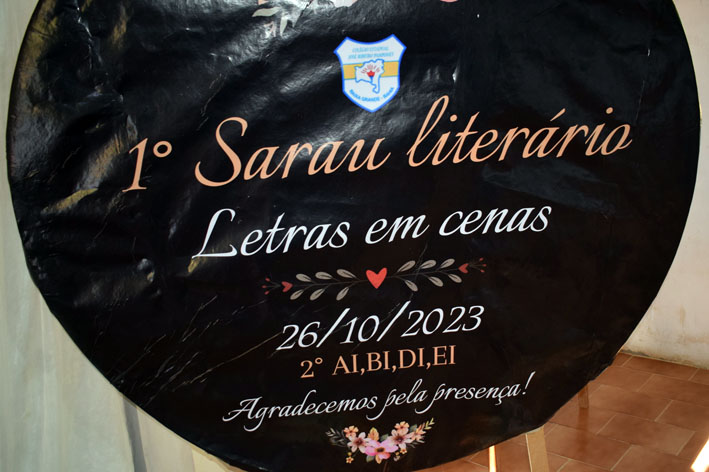 1° Sarau literário
Letras em cenas
26/10/2023
2° AI,BI,DI,EI
Agradecemos pela presença!